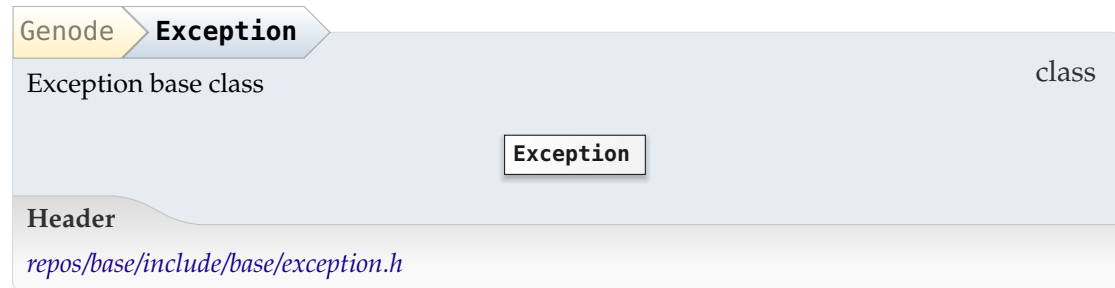 Genode Exception
class
Exception base class
Exception
Header
repos/base/include/base/exception.h